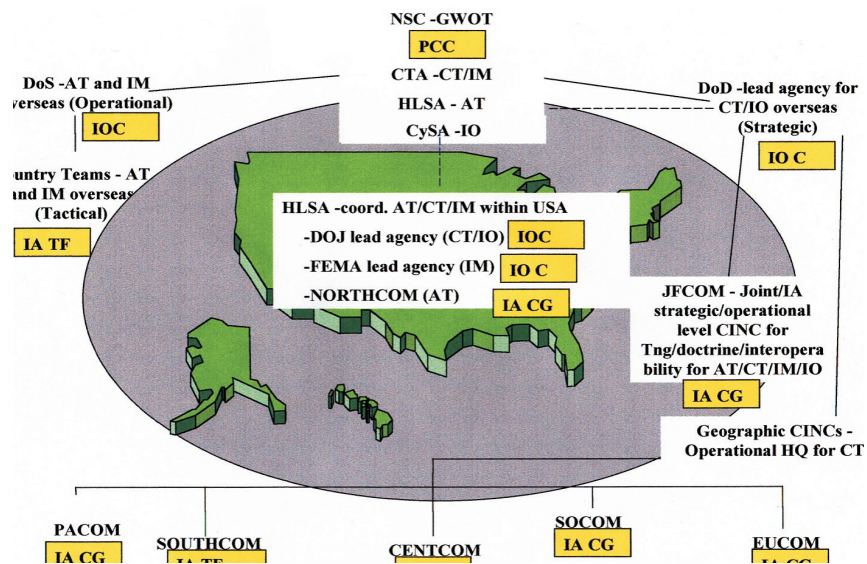 NSC -GWOT
PCC
CTA -CT/IM
HLSA - AT
CySA -IO
DoS -AT and IM
verseas (Operational)
IOC
ountry Teams - AT
and IM overseas
(Tactical)
IA TF
DoD -lead agency for
CT/IO overseas
(Strategic)
IO C
HLSA -coord. AT/CT/IM within USA
-DOJ lead agency (CT/IO) IOC
-FEMA lead agency (IM) IO C
-NORTHCOM (AT) IA CG
JFCOM - Joint/IA
strategic/operational
level CINC for
Tng/doctrine/interopera
bility for AT/CT/IM/IO
IA CG
Geographic CINCs -
Operational HQ for CT
PACOM
IA CG
SOUTHCOM
IA TF
CENTCOM
SOCOM
IA CG
EUCOM
IA CG